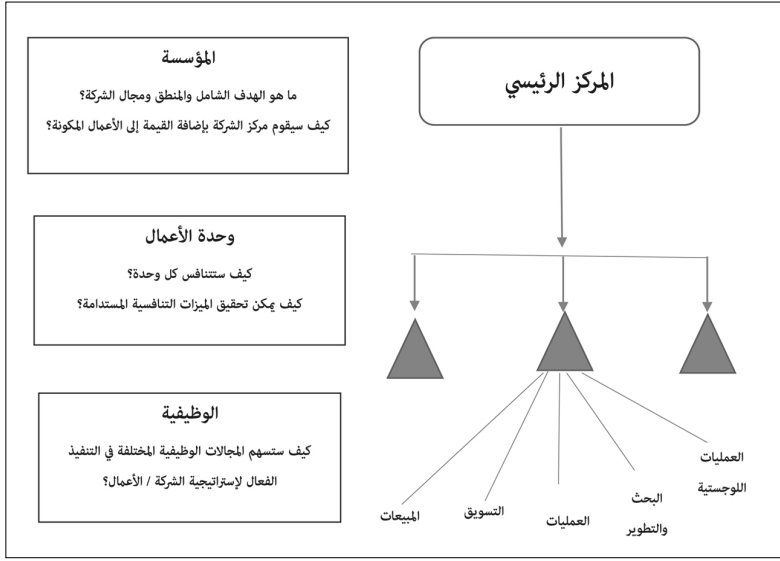 المركز الرئيسي
المؤسسة
ما هو الهدف الشامل والمنطق ومجال الشركة؟
كيف سيقوم مركز الشركة بإضافة القيمة إلى الأعمال المكونة؟
وحدة الأعمال
كيف ستتنافس كل وحدة؟
كيف يمكن تحقيق الميزات التنافسية المستدامة؟
الوظيفية
كيف ستسهم المجالات الوظيفية المختلفة في التنفيذ
الفعال لإستراتيجية الشركة / الأعمال؟
العمليات
اللوجستية
البحث
والتطوير
العمليات
التسويق
المبيعات